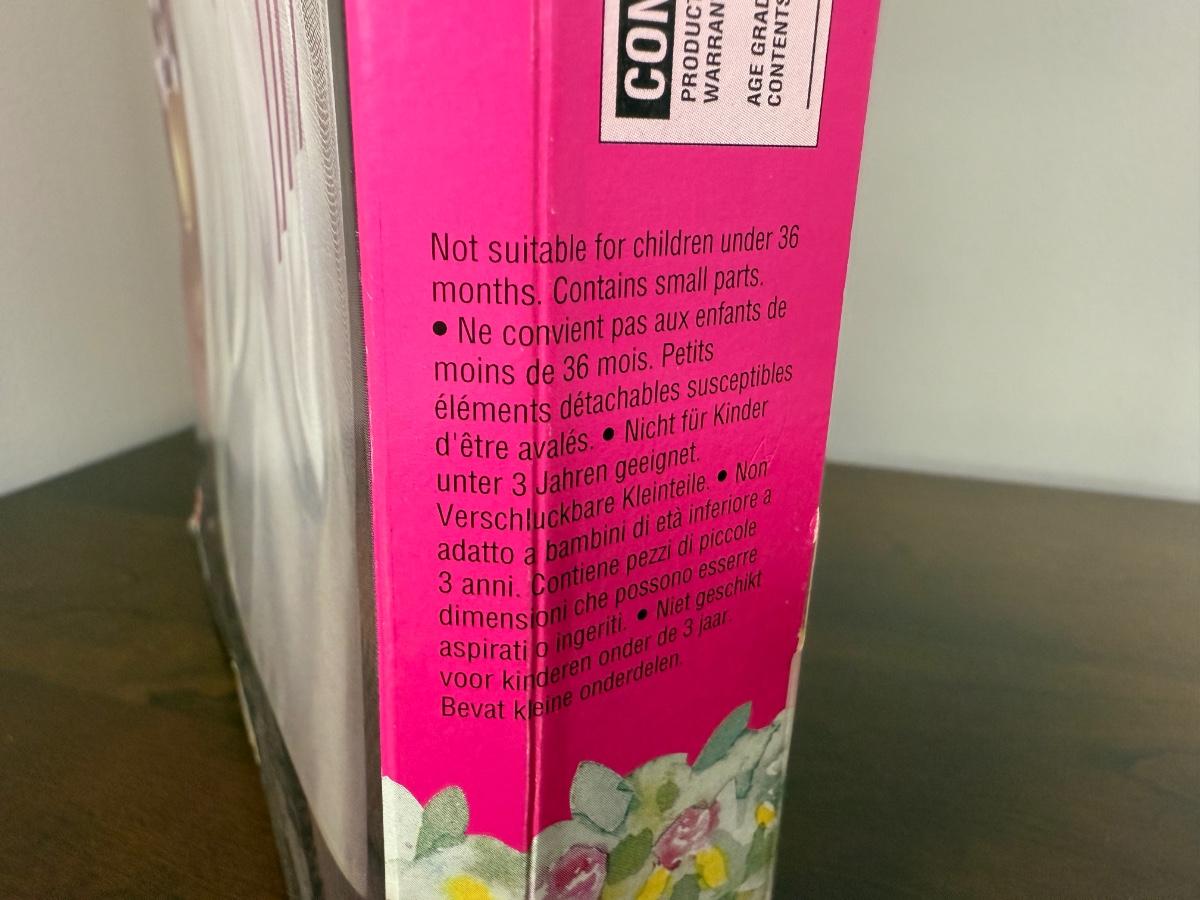 CON
PRODUCT
WARRAN
AGE GRAD
CONTENTS
Not suitable for children under 36
months. Contains small parts.
• Ne convient pas aux enfants de
moins de 36 mois. Petits
éléments détachables susceptibles
d'être avalés. • Nicht für Kinder
unter 3 Jahren geeignet.
Verschluckbare Kleinteile. • Non
adatto a bambini di età inferiore a
3 anni. Contiene pezzi di piccole
dimensioni che possono esserre
aspirati o ingeriti. • Niet geschikt
voor kinderen onder de 3 jaar.
Bevat kleine onderdelen.